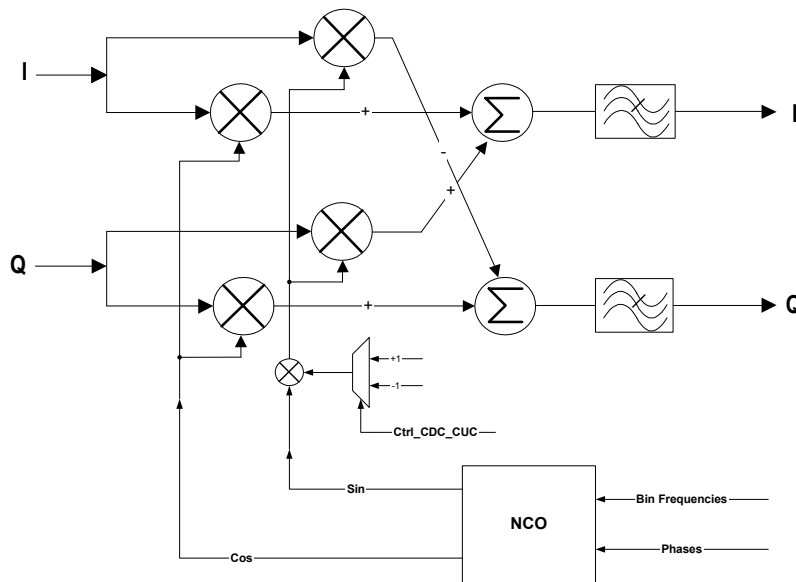 I
+
Σ
I
-
+
Q
+
Σ
Q
+1
-1
Ctrl_CDC_CUC
Sin
Bin Frequencies
NCO
Cos
Phases